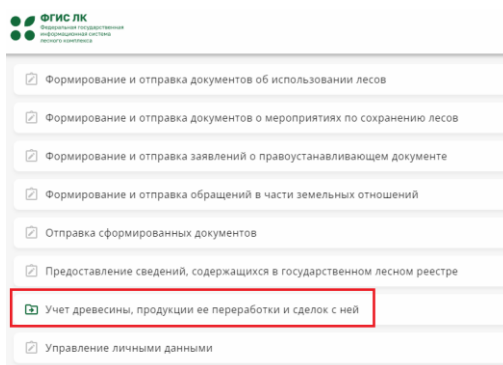 ФГИС ЛК
Федеральная государственная
информационная система
лесного комплекса
Формирование и отправка документов об использовании лесов
Формирование и отправка документов о мероприятиях по сохранению лесов
Формирование и отправка заявлений о правоустанавливающем документе
Формирование и отправка обращений в части земельных отношений
Отправка сформированных документов
Предоставление сведений, содержащихся в государственном лесном реестре
Учет древесины, продукции ее переработки и сделок с ней
Управление личными данными